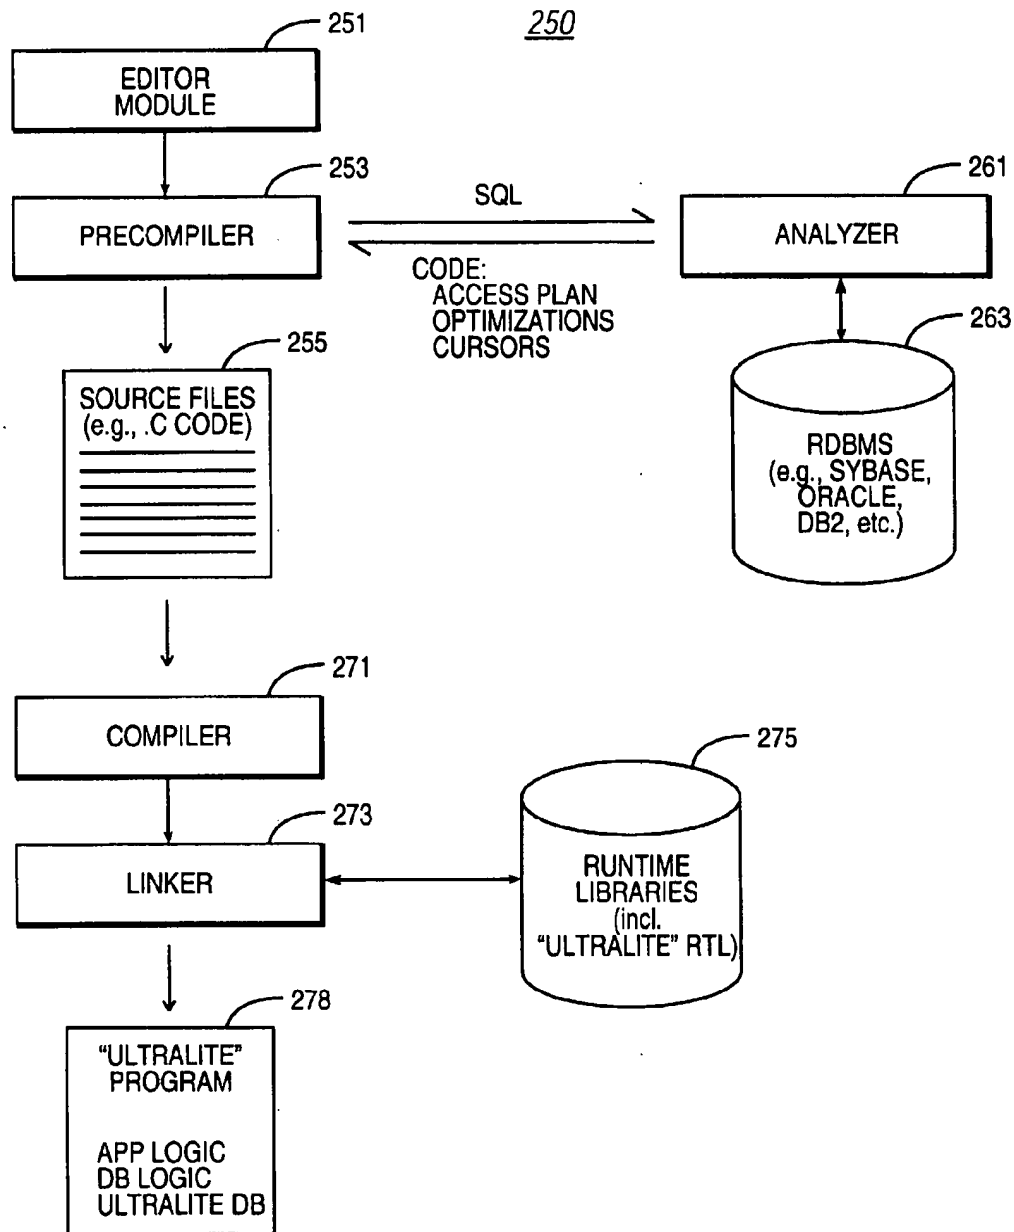 250
251
EDITOR
MODULE
253
PRECOMPILER
SQL
CODE:
ACCESS PLAN
OPTIMIZATIONS
CURSORS
261
ANALYZER
263
RDBMS
(e.g., SYBASE,
ORACLE,
DB2, etc.)
255
SOURCE FILES
(e.g., .C CODE)
271
COMPILER
273
LINKER
275
RUNTIME
LIBRARIES
(incl.
“ULTRALITE” RTL)
278
“ULTRALITE”
PROGRAM
APP LOGIC
DB LOGIC
ULTRALITE DB